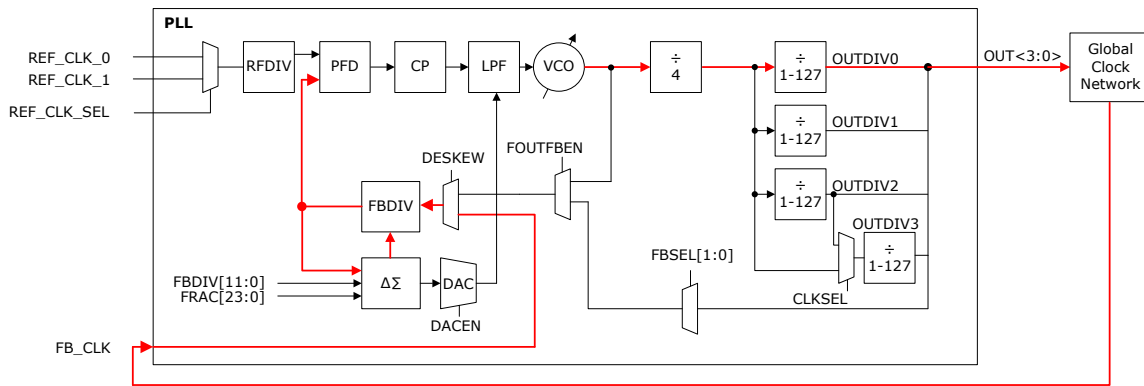 PLL
REF_CLK_0
REF_CLK_1
REF_CLK_SEL
RFDIV
PFD
CP
LPF
VCO
÷
4
÷
1-127
OUTDIV0
OUT<3:0>
Global
Clock
Network
÷
1-127
OUTDIV1
÷
1-127
OUTDIV2
OUTDIV3
÷
1-127
CLKSEL
FOUTFBEN
DESKEW
FBDIV
FBSEL[1:0]
FBDIV[11:0]
FRAC[23:0]
ΔΣ
DAC
DACEN
FB_CLK